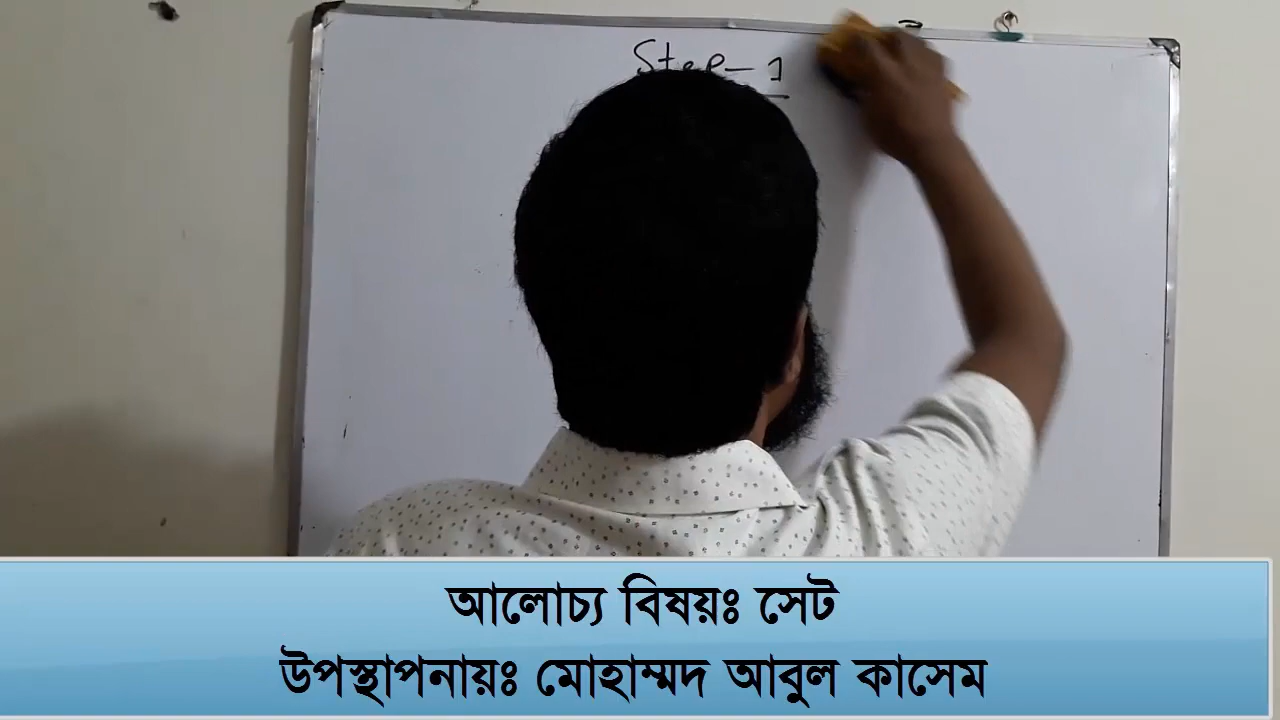 Step-1
আলোচ্য বিষয়ঃ সেট
উপস্থাপনায়ঃ মোহাম্মদ আবুল কাসেম